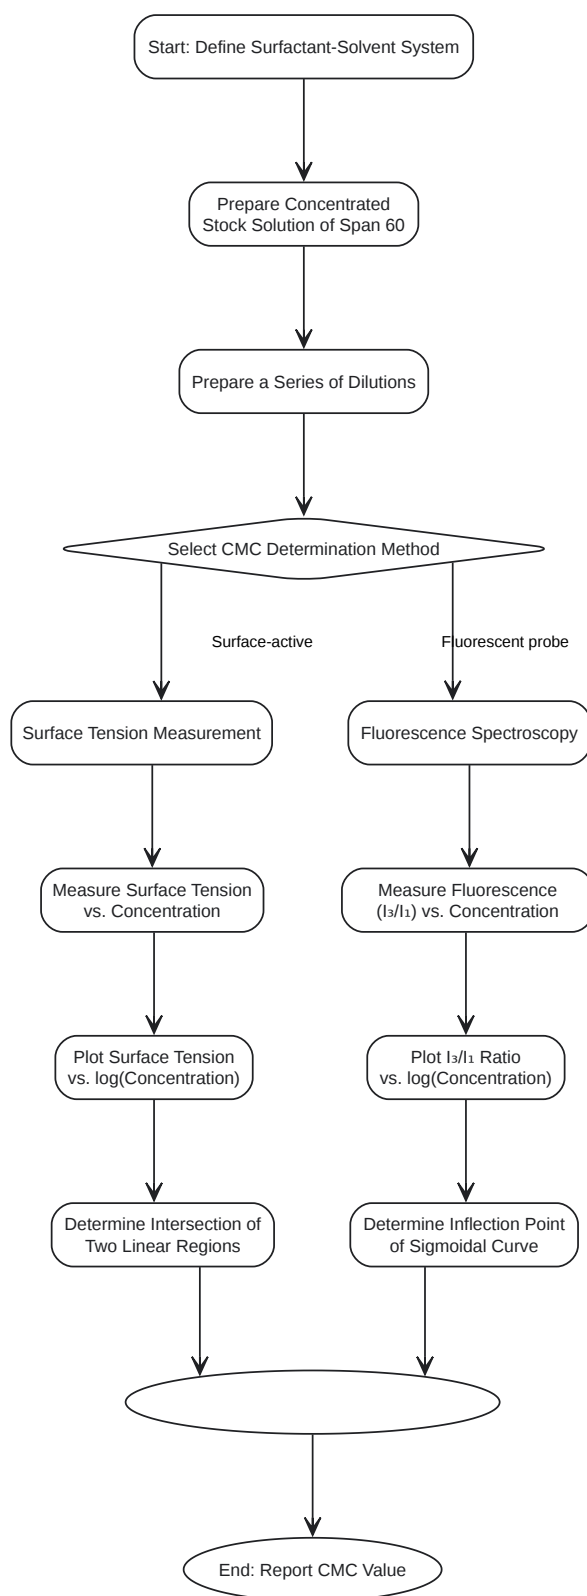 Start: Define Surfactant-Solvent System
Prepare Concentrated
Stock Solution of Span 60
Prepare a Series of Dilutions
Select CMC Determination Method
Surface-active
Fluorescent probe
Surface Tension Measurement
Fluorescence Spectroscopy
Measure Surface Tension
vs. Concentration
Measure Fluorescence
(I₃/I₁) vs. Concentration
Plot Surface Tension
vs. log(Concentration)
Plot I₃/I₁ Ratio
vs. log(Concentration)
Determine Intersection of
Two Linear Regions
Determine Inflection Point
of Sigmoidal Curve
End: Report CMC Value